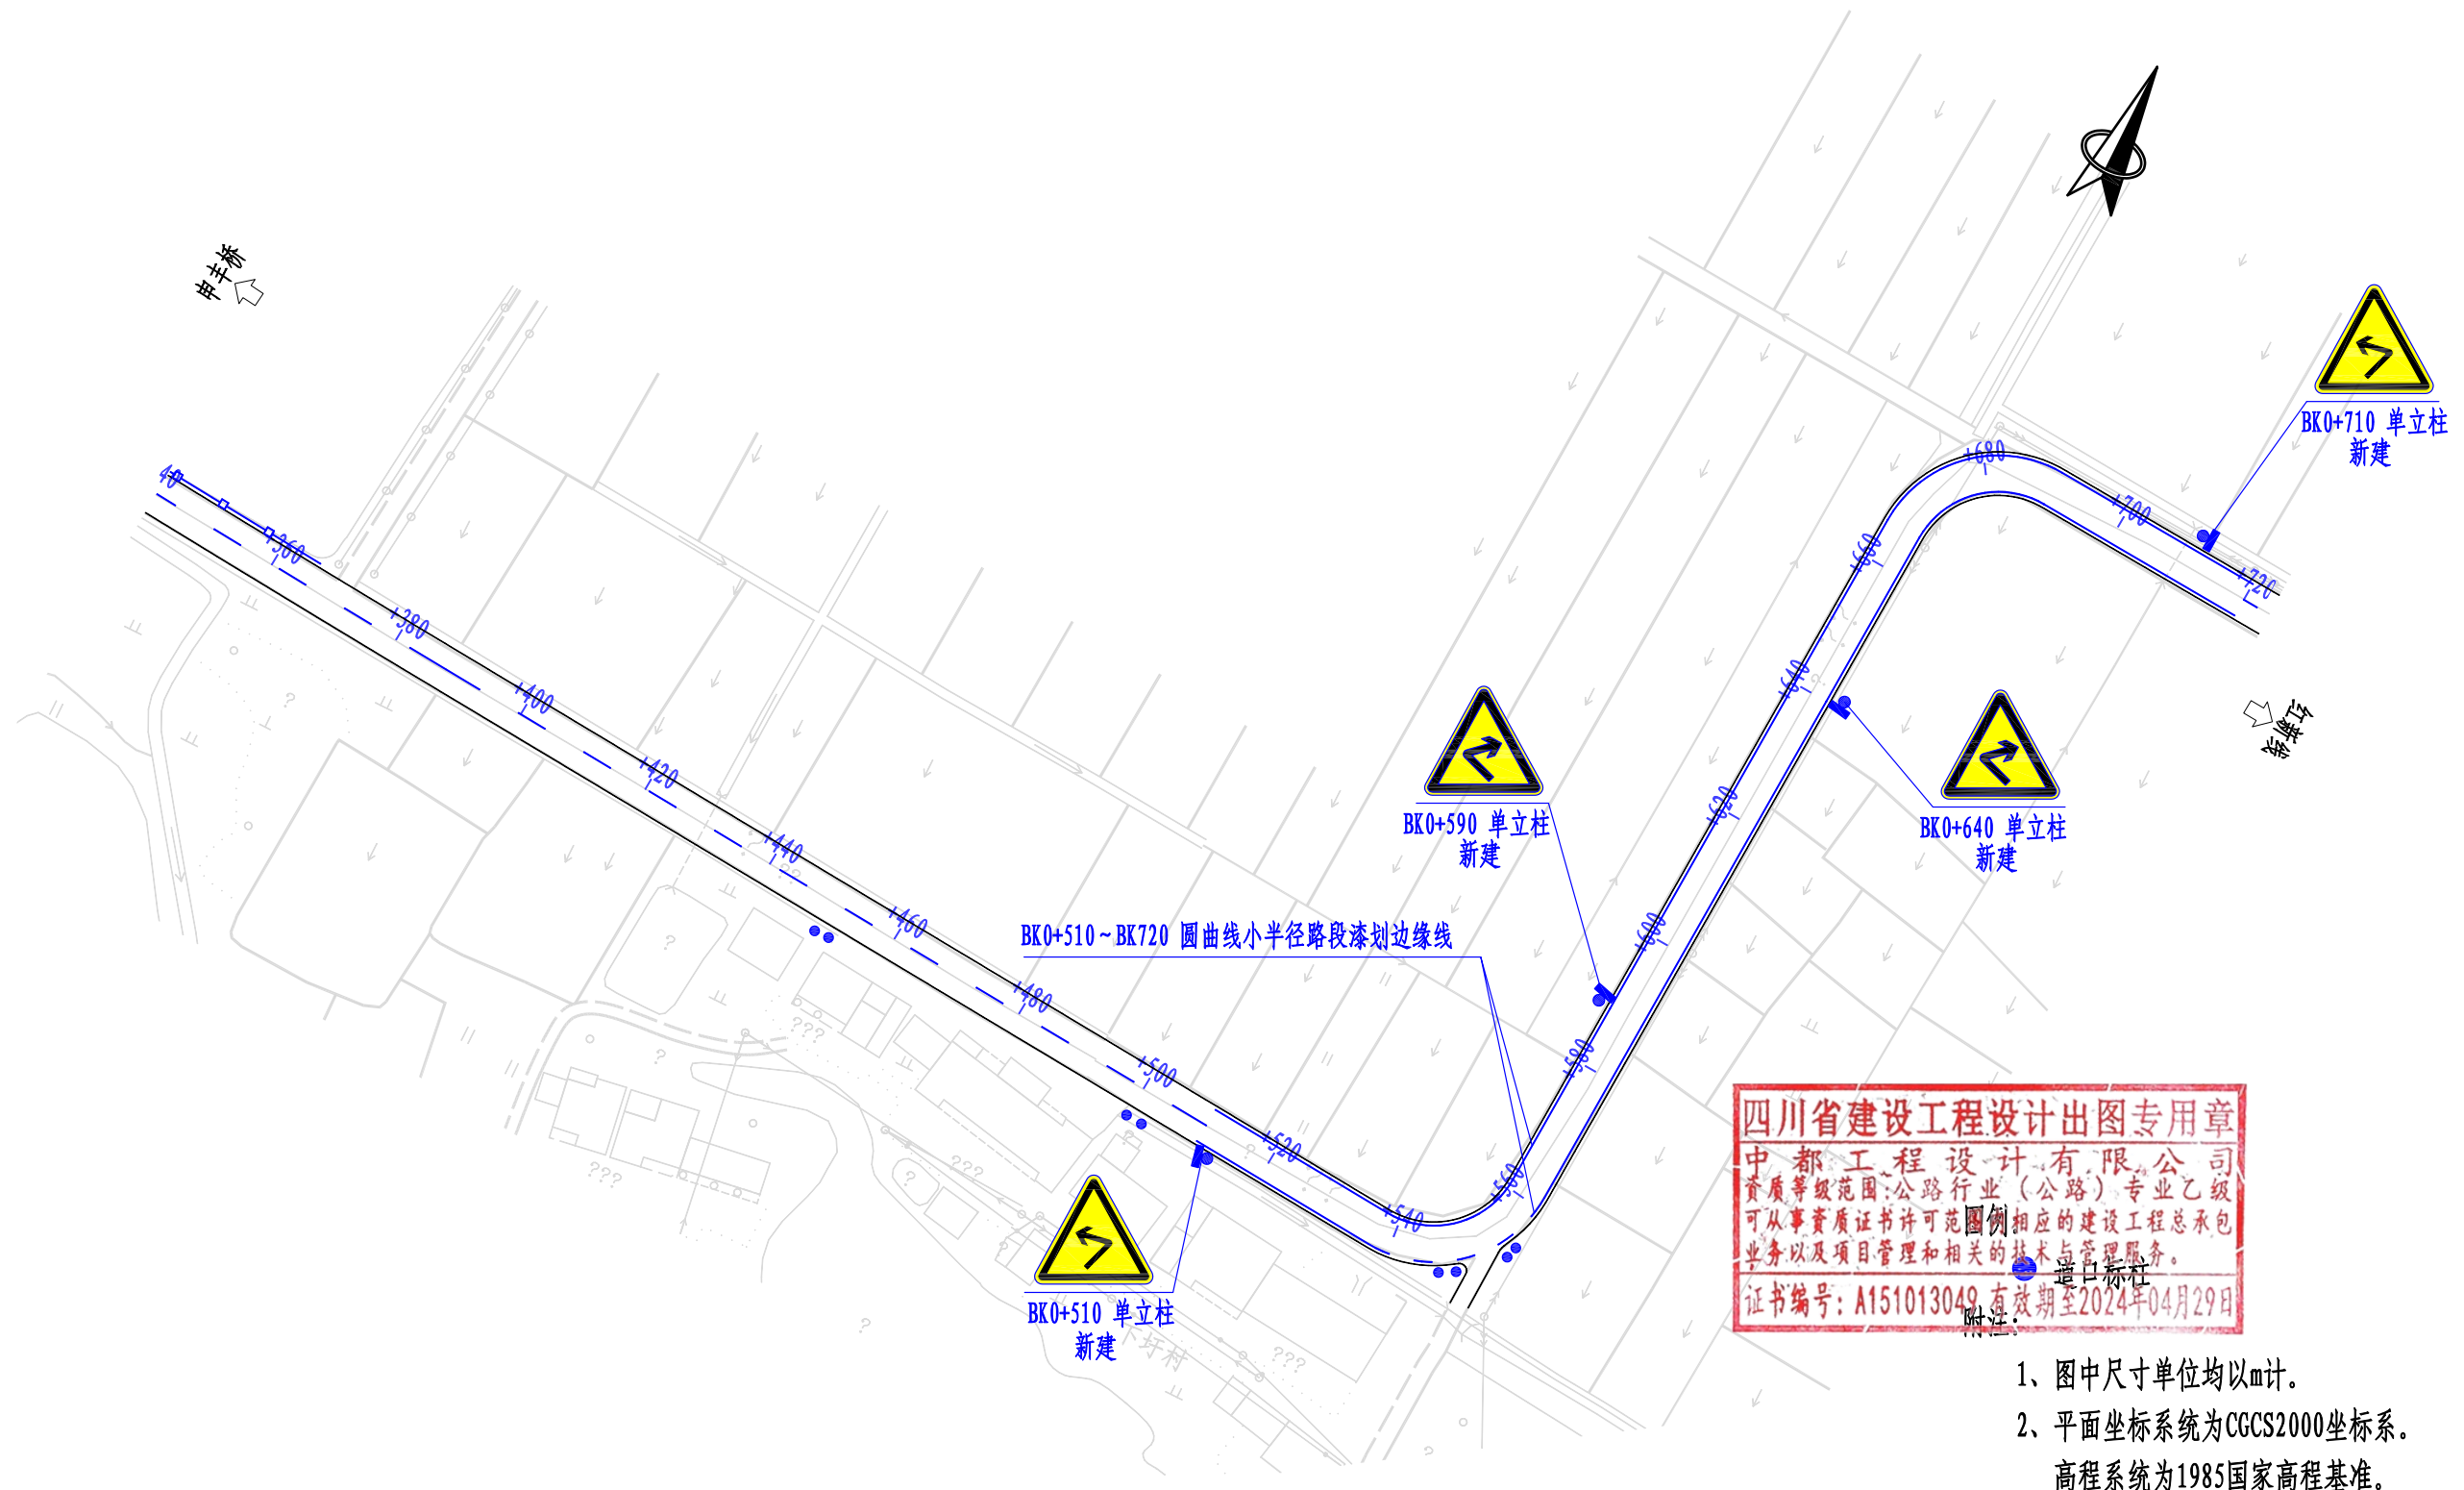 申丰桥
40
+360
+380
+400
+420
+440
+460
+480
+500
+520
+540
+560
+580
+600
+620
+640
+660
+680
+700
+720
BK0+710 单立柱
新建
红新线
BK0+590 单立柱
新建
BK0+640 单立柱
新建
BK0+510～BK720 圆曲线小半径路段漆划边缘线
BK0+510 单立柱
新建
下圩村
四川省建设工程设计出图专用章
中都工程设计有限公司
资质等级范围:公路行业（公路）专业乙级
可从事资质证书许可范围内相应的建设工程总承包
业务以及项目管理和相关的技术与管理服务。
证书编号: A151013049 有效期至2024年04月29日
图例
道口标柱
附注:
1、图中尺寸单位均以m计。
2、平面坐标系统为CGCS2000坐标系。
高程系统为1985国家高程基准。